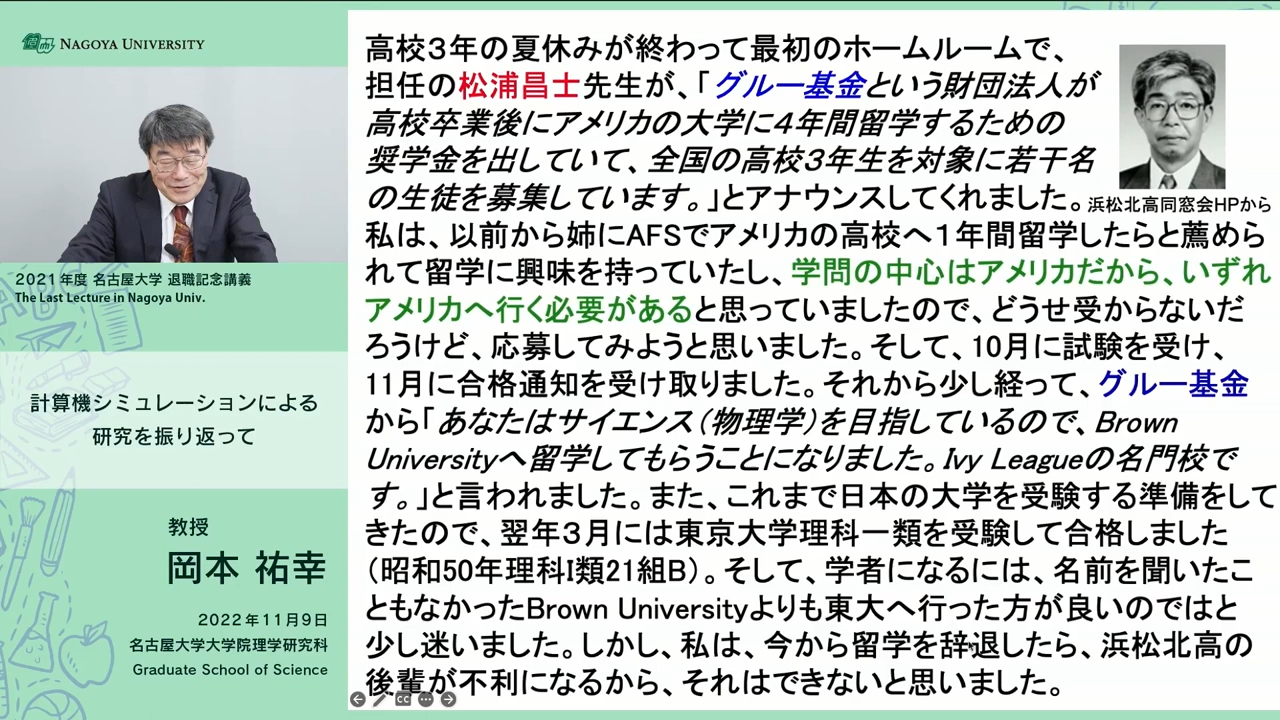 NAGOYA UNIVERSITY
2021年度 名古屋大学 退職記念講義
The Last Lecture in Nagoya Univ.
計算機シミュレーションによる
研究を振り返って
教授
岡本 祐幸
2022年11月9日
名古屋大学大学院理学研究科
Graduate School of Science
高校3年の夏休みが終わって最初のホームルームで、
担任の松浦昌士先生が、「グルー基金という財団法人が
高校卒業後にアメリカの大学に4年間留学するための
奨学金を出していて、全国の高校3年生を対象に若干名
の生徒を募集しています。」とアナウンスしてくれました。
浜松北高同窓会HPから
私は、以前から姉にAFSでアメリカの高校へ1年間留学したらと薦めら
れて留学に興味を持っていたし、学問の中心はアメリカだから、いずれ
アメリカへ行く必要があると思っていましたので、どうせ受からないだ
ろうけど、応募してみようと思いました。そして、10月に試験を受け、
11月に合格通知を受け取りました。それから少し経って、グルー基金
から「あなたはサイエンス(物理学)を目指しているので、Brown
Universityへ留学してもらうことになりました。Ivy Leagueの名門校で
す。」と言われました。また、これまで日本の大学を受験する準備をして
きたので、翌年3月には東京大学理科一類を受験して合格しました
(昭和50年理科I類21組B)。そして、学者になるには、名前を聞いたこ
ともなかったBrown Universityよりも東大へ行った方が良いのではと
少し迷いました。しかし、私は、今から留学を辞退したら、浜松北高の
後輩が不利になるから、それはできないと思いました。